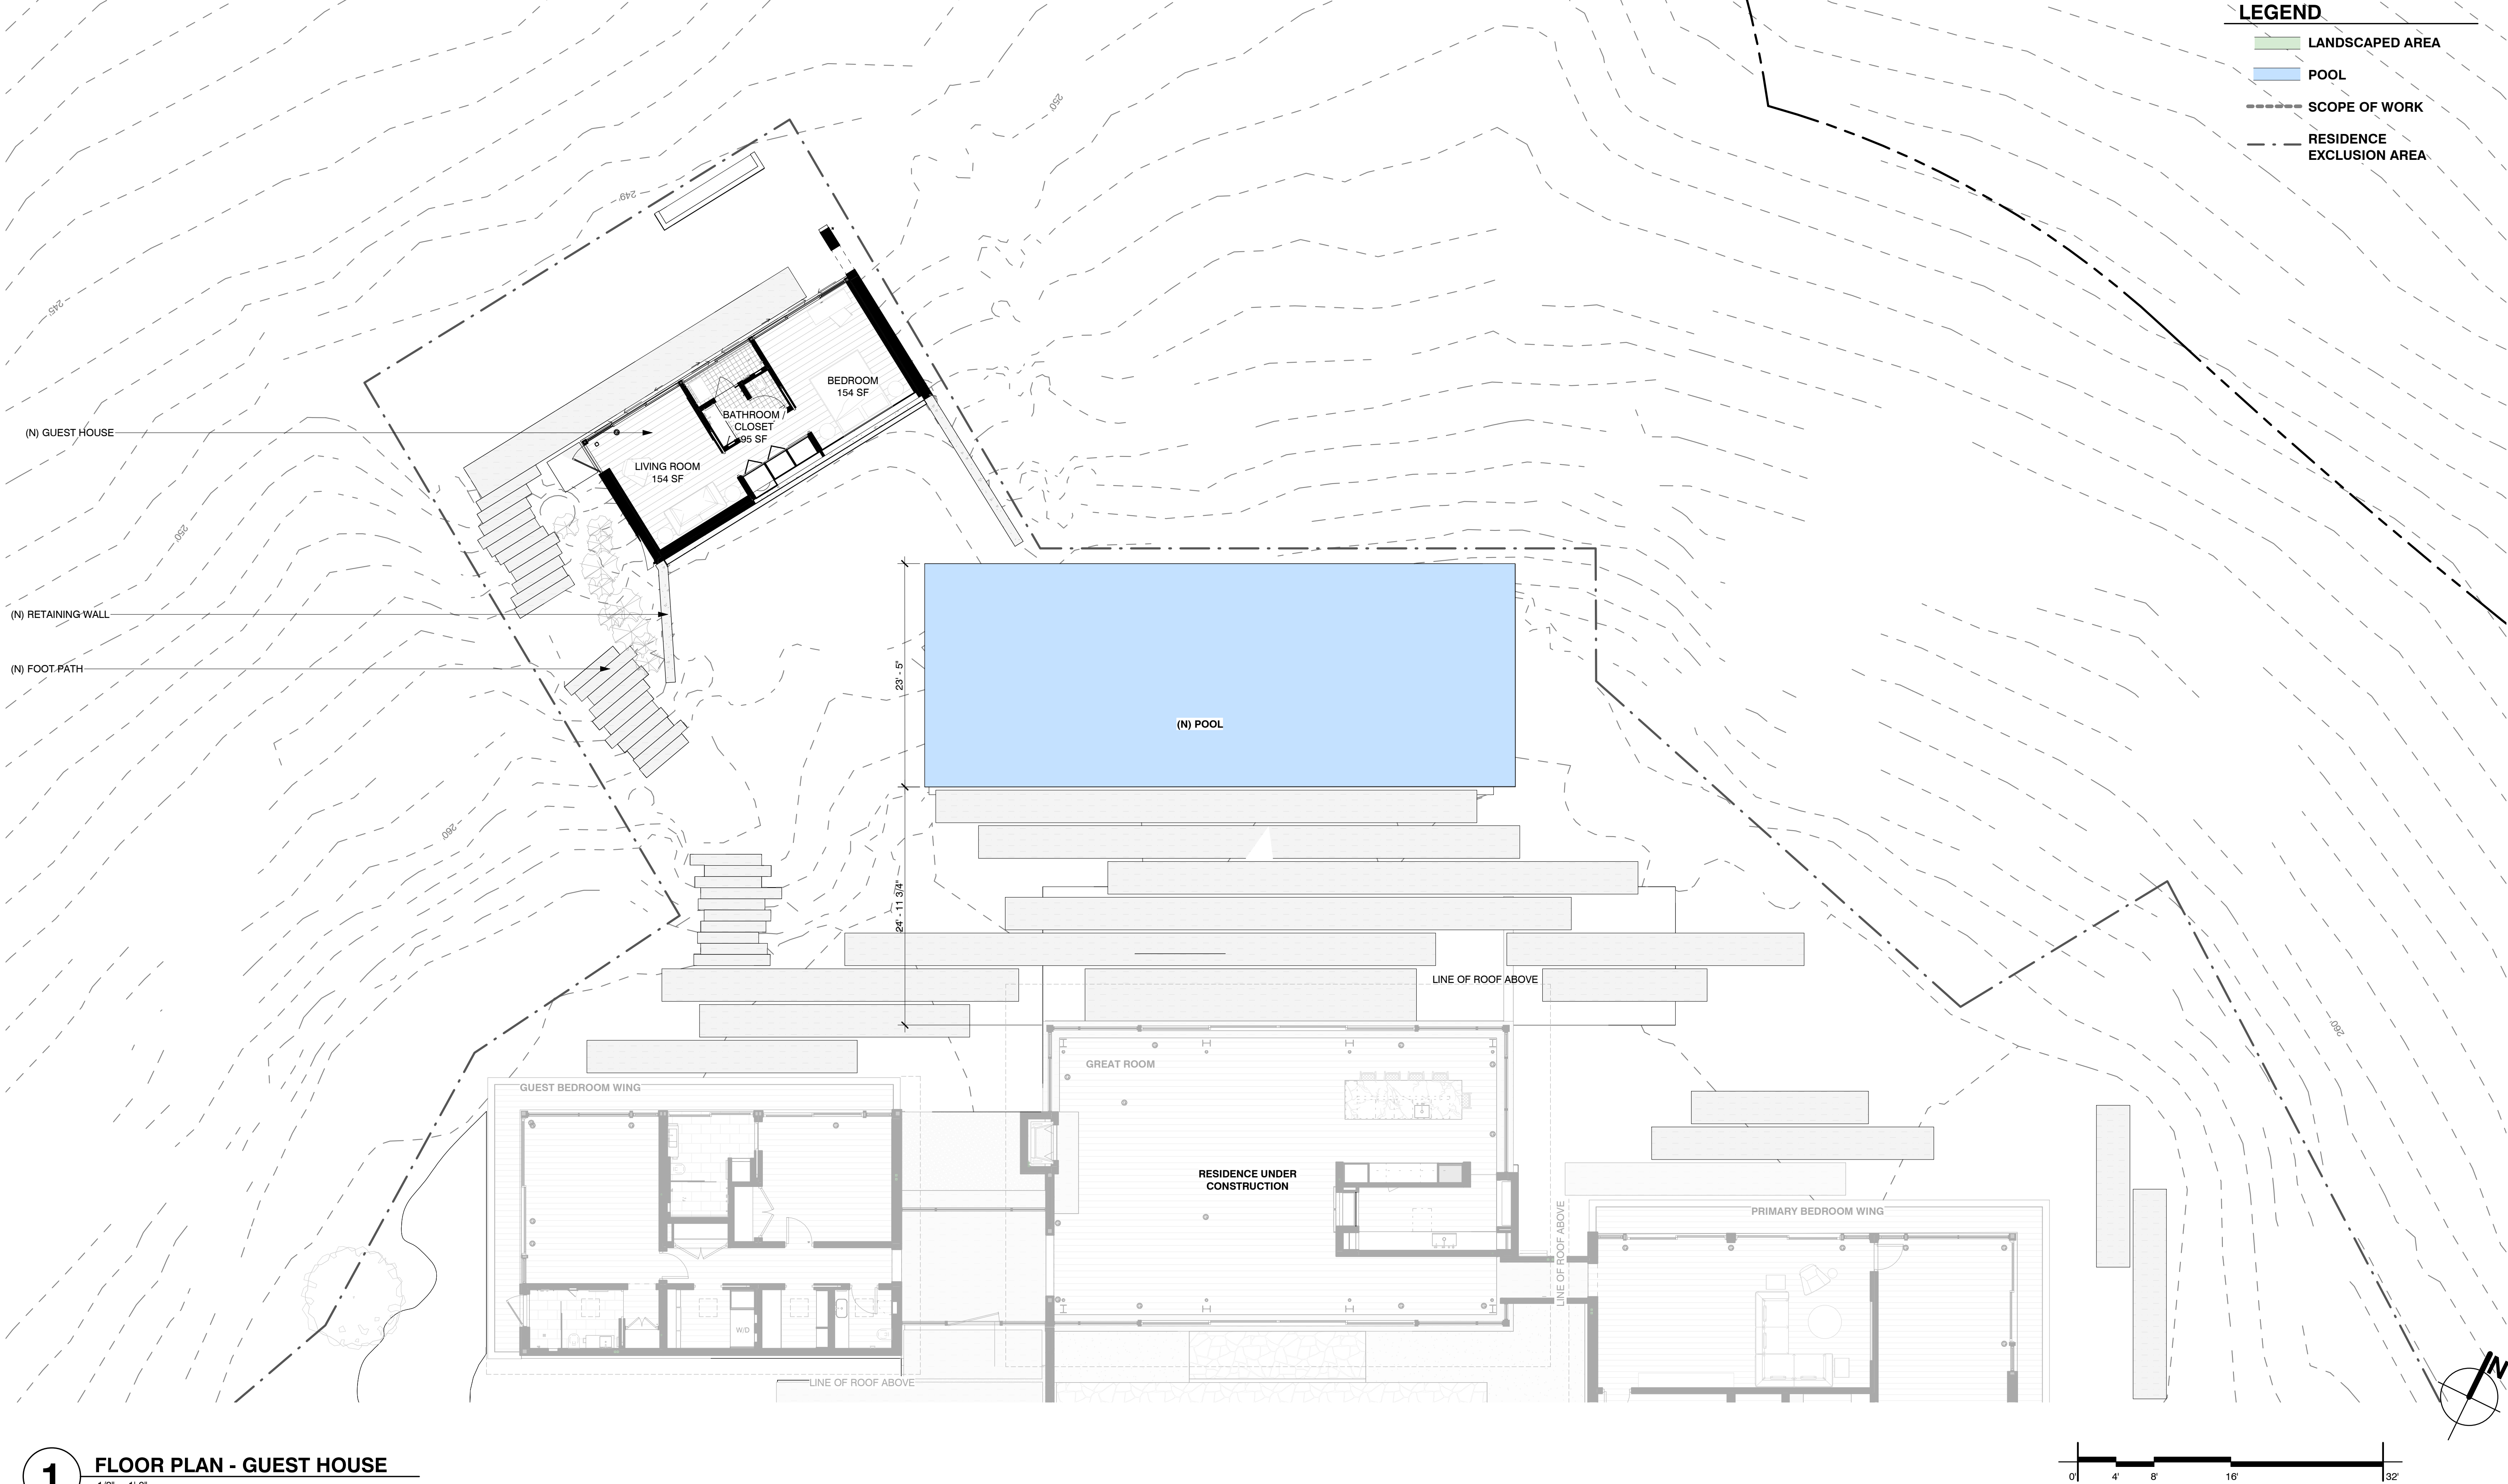 LEGEND
LANDSCAPED AREA
POOL
SCOPE OF WORK
RESIDENCE
EXCLUSION AREA
250'
249'
245'
BEDROOM
154 SF
BATHROOM /
CLOSET
95 SF
(N) GUEST HOUSE
LIVING ROOM
154 SF
250'
(N) RETAINING WALL
(N) FOOT PATH
23' - 5"
(N) POOL
260'
24' - 11 3/4"
LINE OF ROOF ABOVE
260'
GREAT ROOM
GUEST BEDROOM WING
RESIDENCE UNDER
CONSTRUCTION
LINE OF ROOF ABOVE
PRIMARY BEDROOM WING
W/D
LINE OF ROOF ABOVE
N
1
FLOOR PLAN - GUEST HOUSE
0' 4' 8' 16' 32'